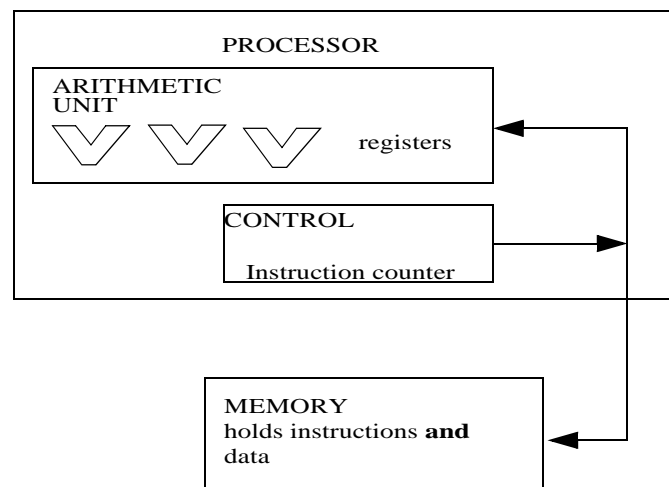 PROCESSOR
ARITHMETIC
UNIT
registers
CONTROL
Instruction counter
MEMORY
holds instructions and
data